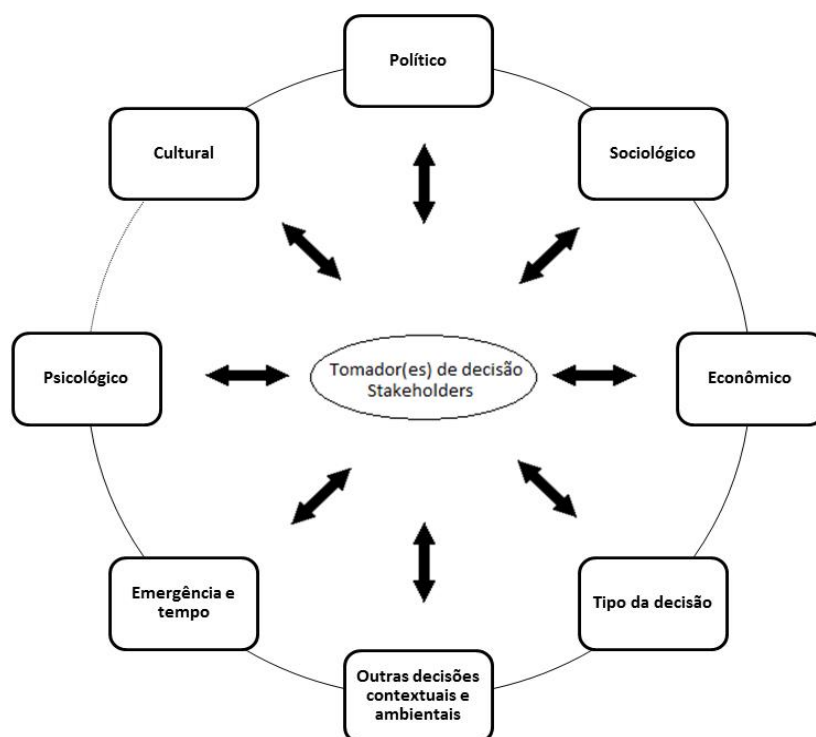 Político
Cultural
Sociológico
Psicológico
Tomador(es) de decisão
Stakeholders
Econômico
Emergência e
tempo
Tipo da decisão
Outras decisões
contextuais e
ambientais